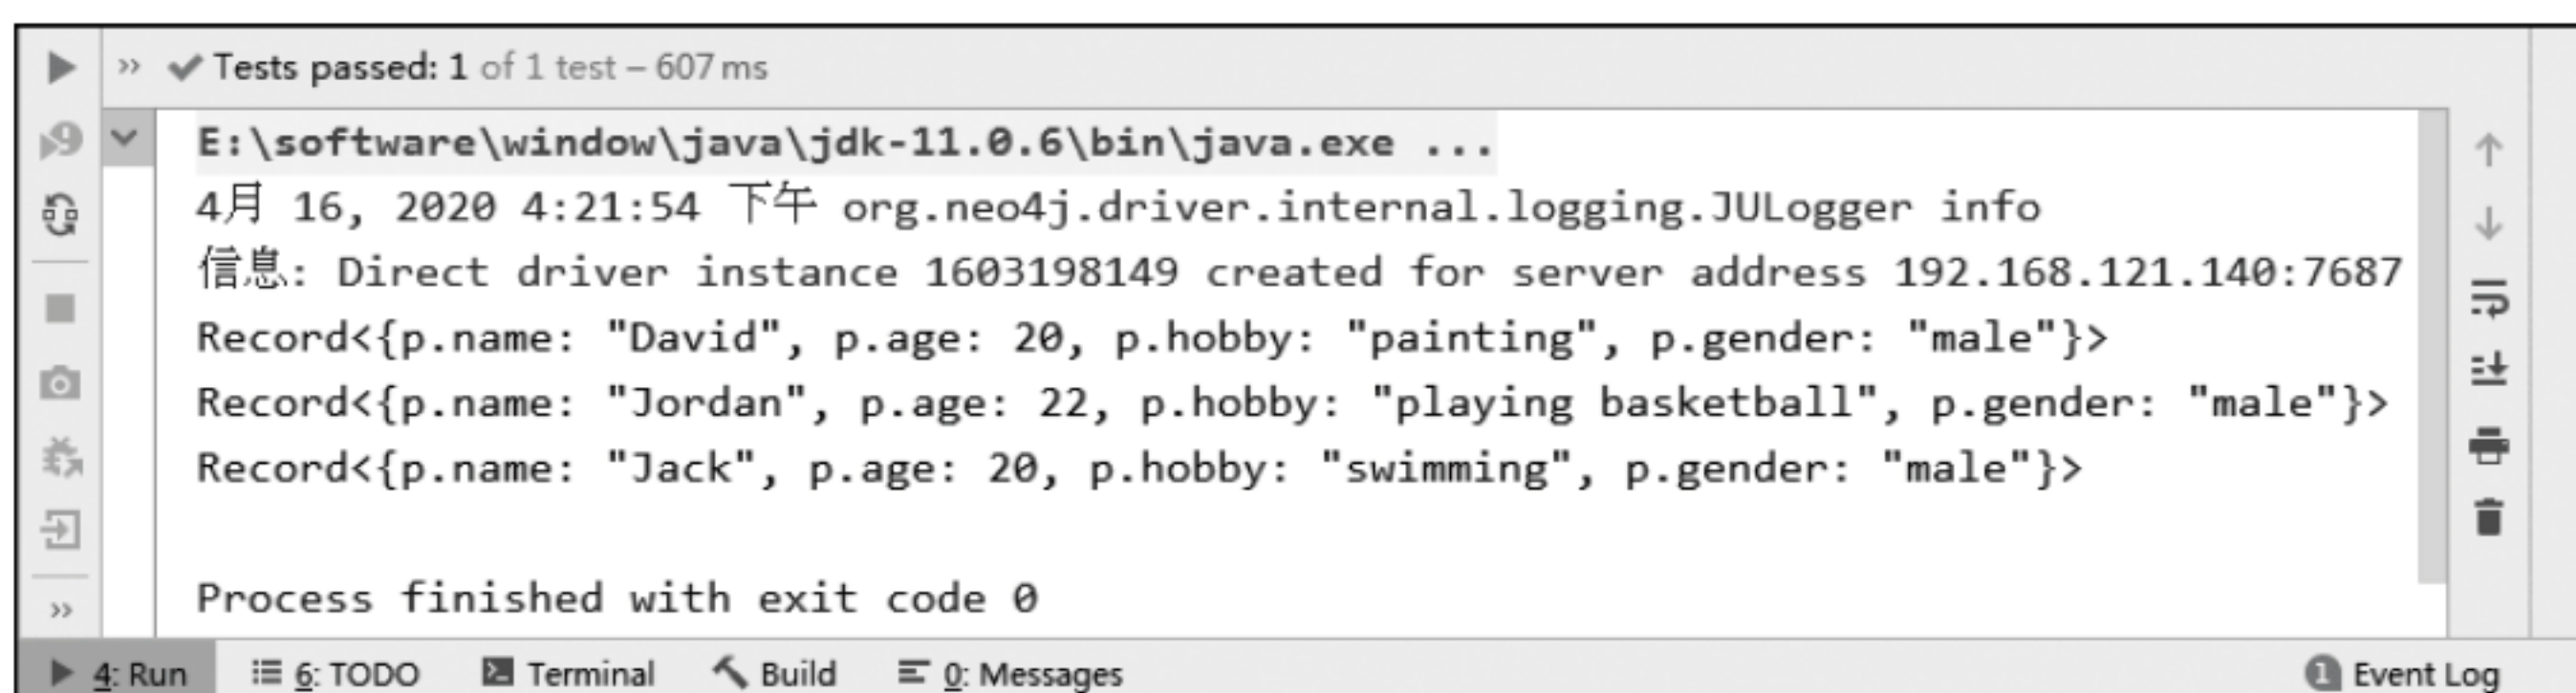 Tests passed: 1 of 1 test – 607 ms
E:\software\window\java\jdk-11.0.6\bin\java.exe ...
4月 16, 2020 4:21:54 下午 org.neo4j.driver.internal.logging.JULogger info
信息: Direct driver instance 1603198149 created for server address 192.168.121.140:7687
Record<{p.name: "David", p.age: 20, p.hobby: "painting", p.gender: "male"}>
Record<{p.name: "Jordan", p.age: 22, p.hobby: "playing basketball", p.gender: "male"}>
Record<{p.name: "Jack", p.age: 20, p.hobby: "swimming", p.gender: "male"}>
Process finished with exit code 0
4: Run 6: TODO Terminal Build 0: Messages 1 Event Log